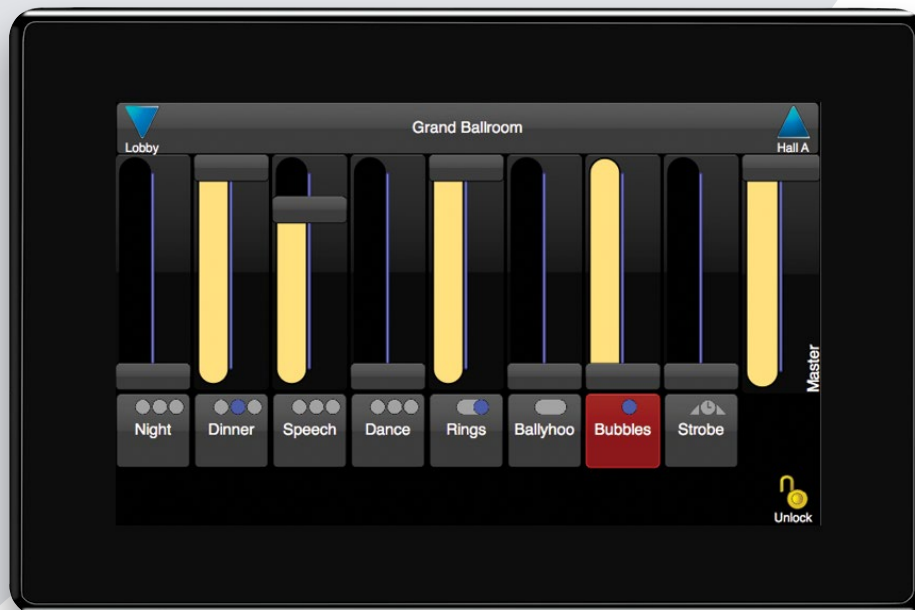 Grand Ballroom
Lobby
Hall A
Master
Night
Dinner
Speech
Dance
Rings
Ballyhoo
Bubbles
Strobe
Unlock